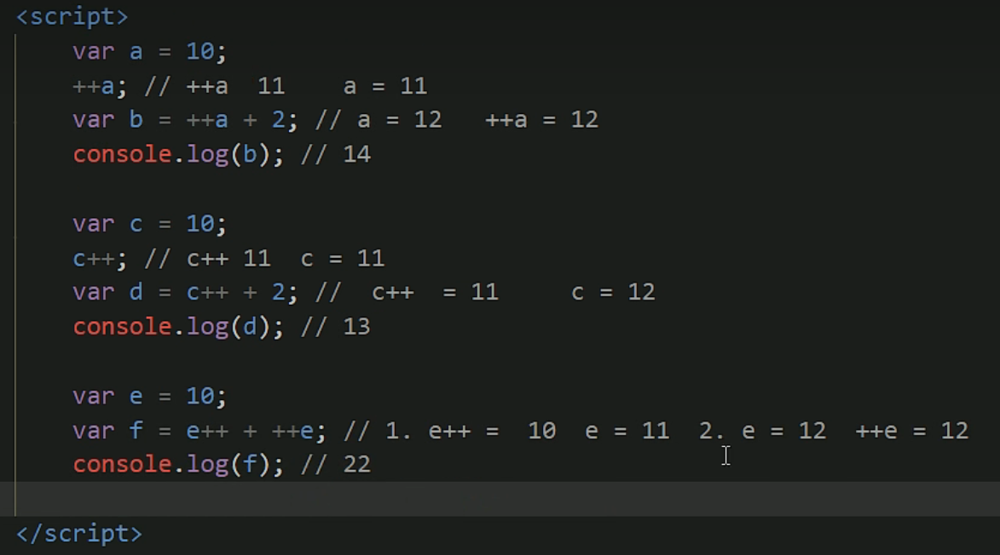 <script>
var a = 10;
++a; // ++a  11    a = 11
var b = ++a + 2; // a = 12   ++a = 12
console.log(b); // 14
var c = 10;
c++; // c++ 11  c = 11
var d = c++ + 2; //  c++  = 11     c = 12
console.log(d); // 13
var e = 10;
var f = e++ + ++e; // 1. e++ =  10  e = 11  2. e = 12  ++e = 12
console.log(f); // 22
</script>